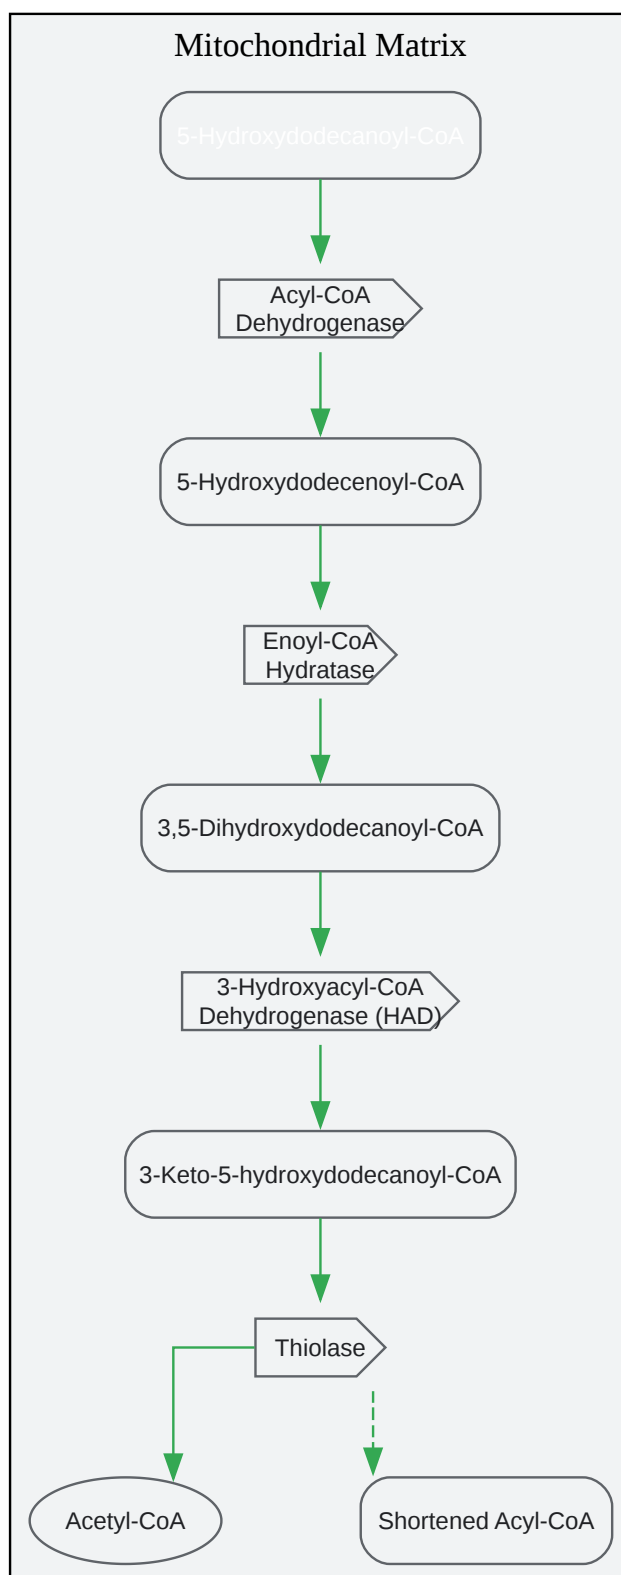 Mitochondrial Matrix
5-Hydroxydodecanoyl-CoA
Acyl-CoA
Dehydrogenase
5-Hydroxydodecenoyl-CoA
Enoyl-CoA
Hydratase
3,5-Dihydroxydodecanoyl-CoA
3-Hydroxyacyl-CoA
Dehydrogenase (HAD)
3-Keto-5-hydroxydodecanoyl-CoA
Thiolase
Acetyl-CoA
Shortened Acyl-CoA